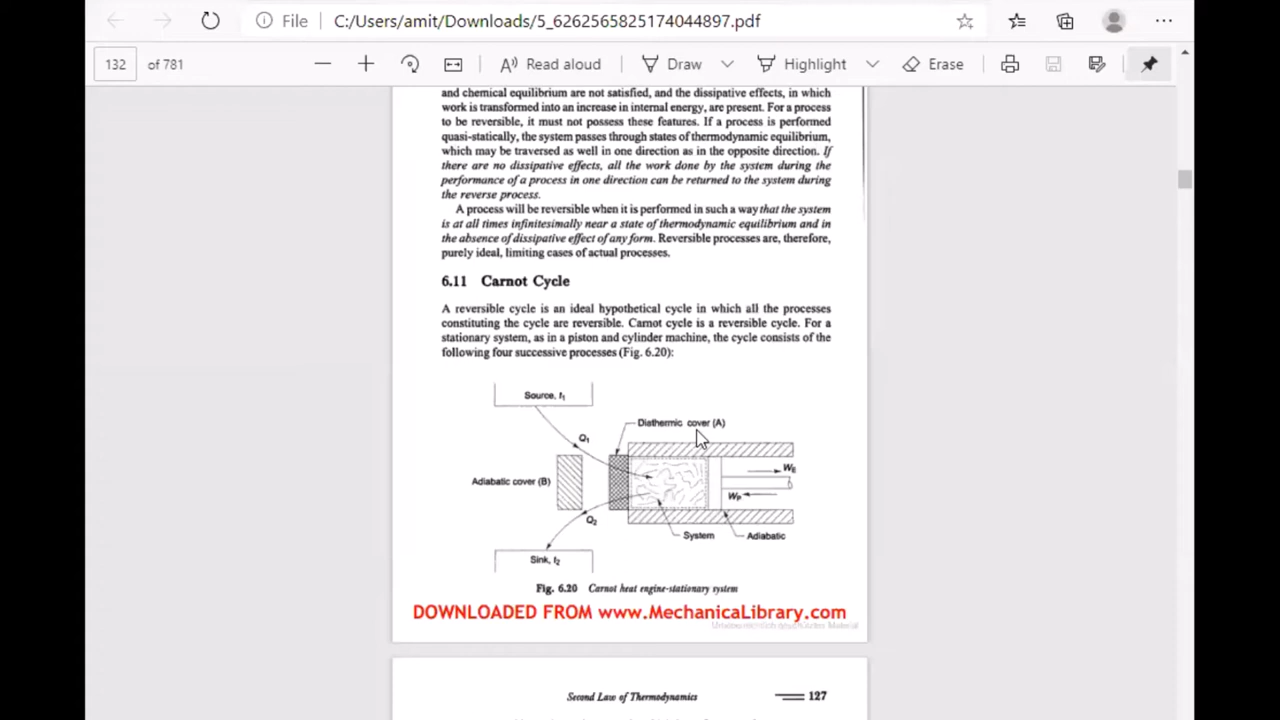 File C:/Users/amit/Downloads/5_6262565825174044897.pdf
132 of 781 Read aloud Draw Highlight Erase
and chemical equilibrium are not satisfied, and the dissipative effects, in which
work is transformed into an increase in internal energy, are present. For a process
to be reversible, it must not possess these features. If a process is performed
quasi-statically, the system passes through states of thermodynamic equilibrium,
which may be traversed as well in one direction as in the opposite direction. If
there are no dissipative effects, all the work done by the system during the
performance of a process in one direction can be returned to the system during
the reverse process.
A process will be reversible when it is performed in such a way that the system
is at all times infinitesimally near a state of thermodynamic equilibrium and in
the absence of dissipative effect of any form. Reversible processes are, therefore,
purely ideal, limiting cases of actual processes.
6.11 Carnot Cycle
A reversible cycle is an ideal hypothetical cycle in which all the processes
constituting the cycle are reversible. Carnot cycle is a reversible cycle. For a
stationary system, as in a piston and cylinder machine, the cycle consists of the
following four successive processes (Fig. 6.20):
Source, t₁
Diathermic cover (A)
Q₁
W_E
Adiabatic cover (B)
W_P
Q₂
System Adiabatic
Sink, t₂
Fig. 6.20 Carnot heat engine-stationary system
DOWNLOADED FROM www.MechanicaLibrary.com
Material
Second Law of Thermodynamics 127